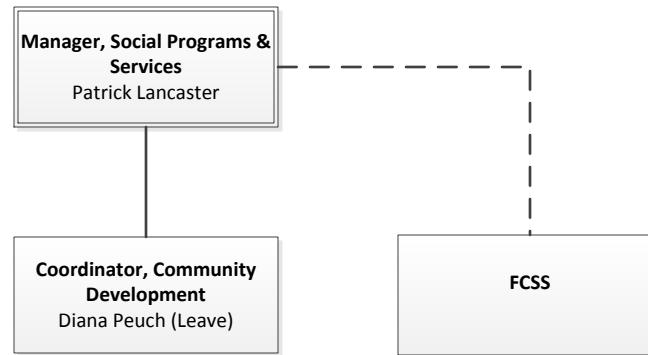 Manager, Social Programs &
Services
Patrick Lancaster
Coordinator, Community
Development
Diana Peuch (Leave)
FCSS